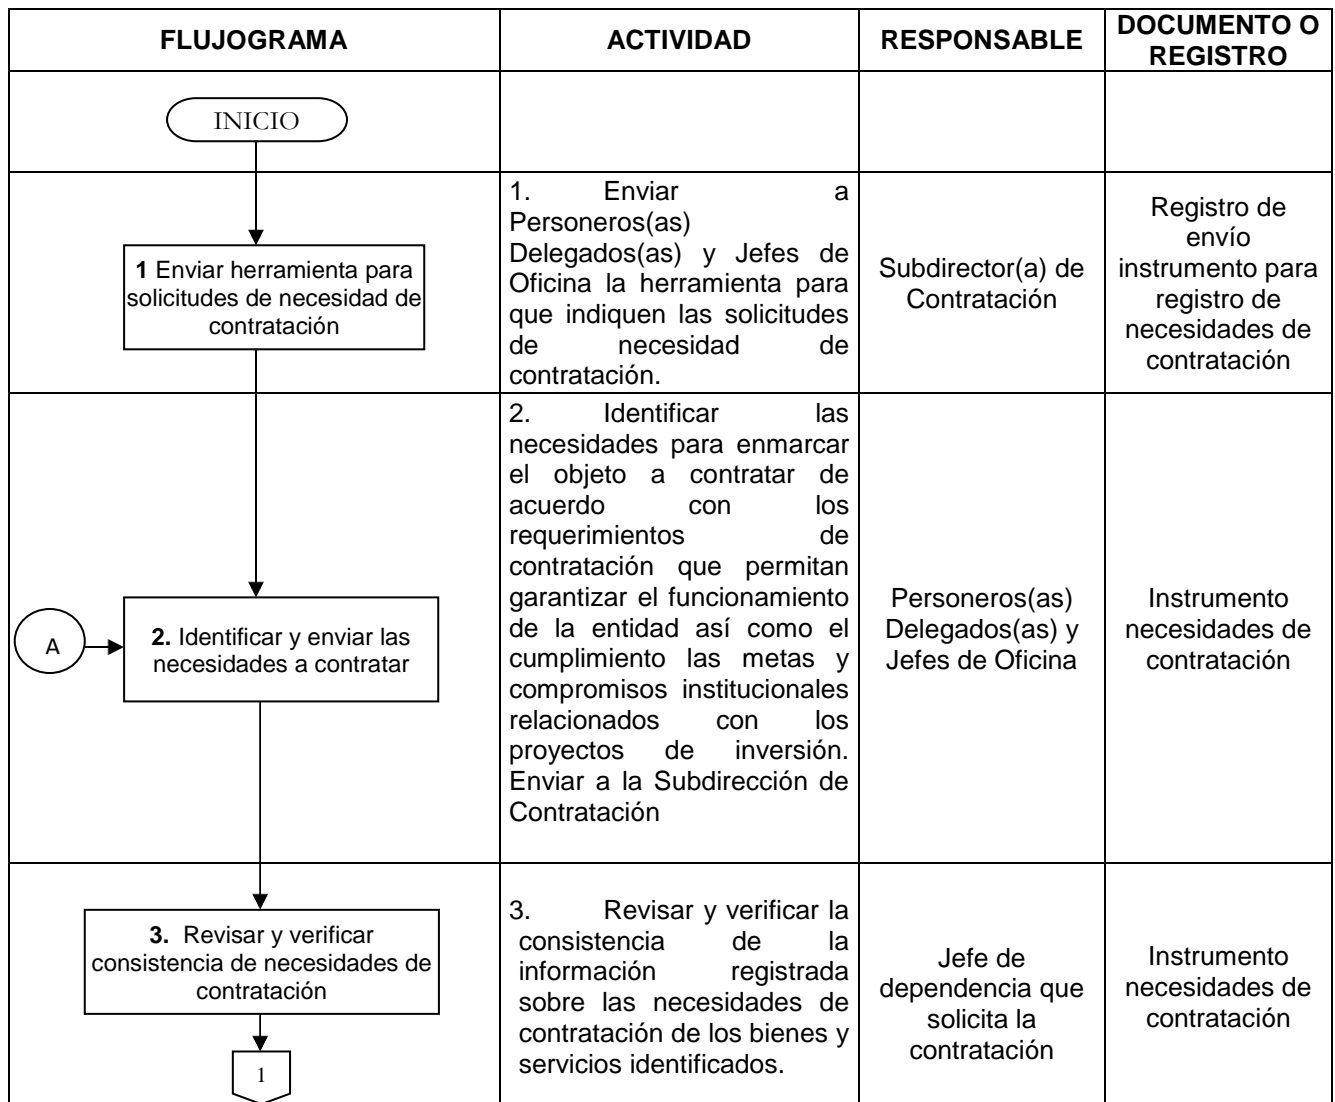 FLUJOGRAMA
ACTIVIDAD
RESPONSABLE
DOCUMENTO O
REGISTRO
INICIO
1 Enviar herramienta para
solicitudes de necesidad de
contratación
1. Enviar a
Personeros(as)
Delegados(as) y Jefes de
Oficina la herramienta para
que indiquen las solicitudes
de necesidad de
contratación.
Subdirector(a) de
Contratación
Registro de
envío
instrumento para
registro de
necesidades de
contratación
A
2. Identificar y enviar las
necesidades a contratar
2. Identificar las
necesidades para enmarcar
el objeto a contratar de
acuerdo con los
requerimientos de
contratación que permitan
garantizar el funcionamiento
de la entidad así como el
cumplimiento las metas y
compromisos institucionales
relacionados con los
proyectos de inversión.
Enviar a la Subdirección de
Contratación
Personeros(as)
Delegados(as) y
Jefes de Oficina
Instrumento
necesidades de
contratación
3. Revisar y verificar
consistencia de necesidades de
contratación
1
3. Revisar y verificar la
consistencia de la
información registrada
sobre las necesidades de
contratación de los bienes y
servicios identificados.
Jefe de
dependencia que
solicita la
contratación
Instrumento
necesidades de
contratación